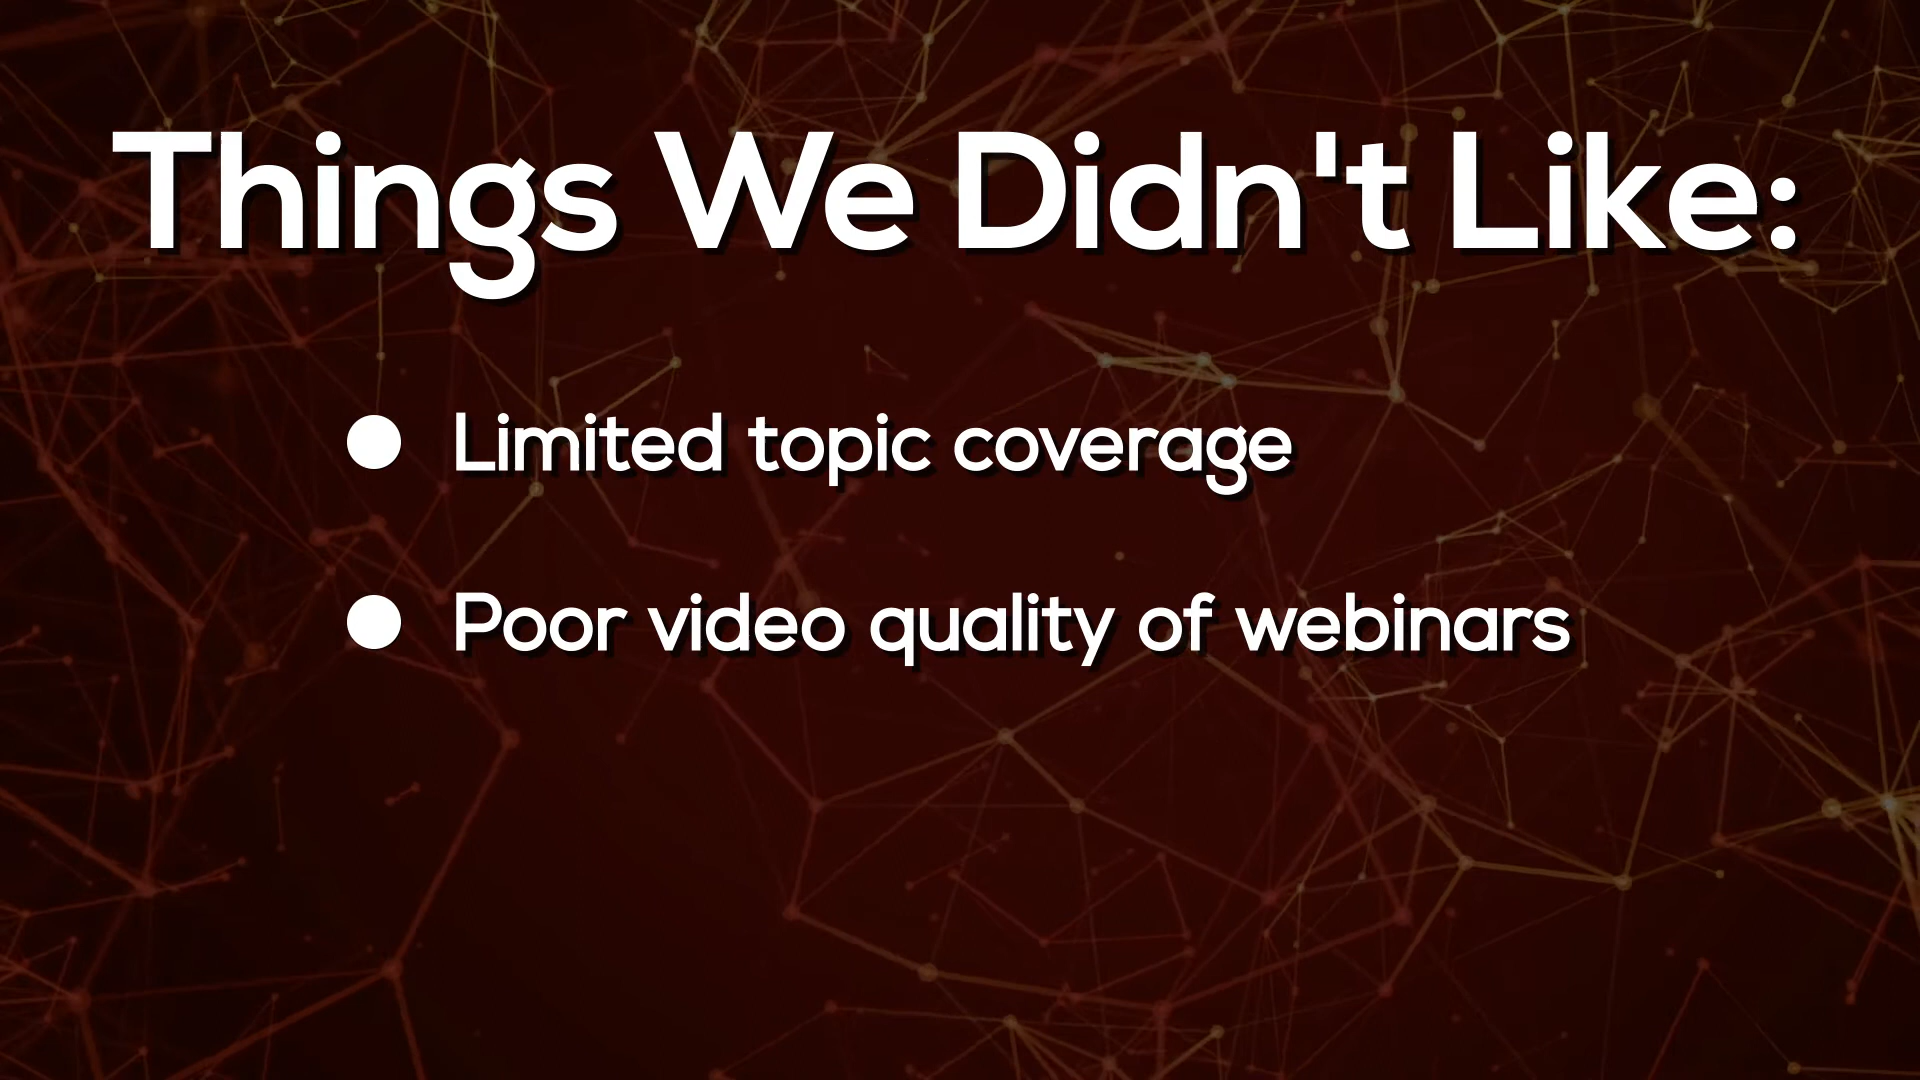 Things We Didn't Like:
Limited topic coverage
Poor video quality of webinars